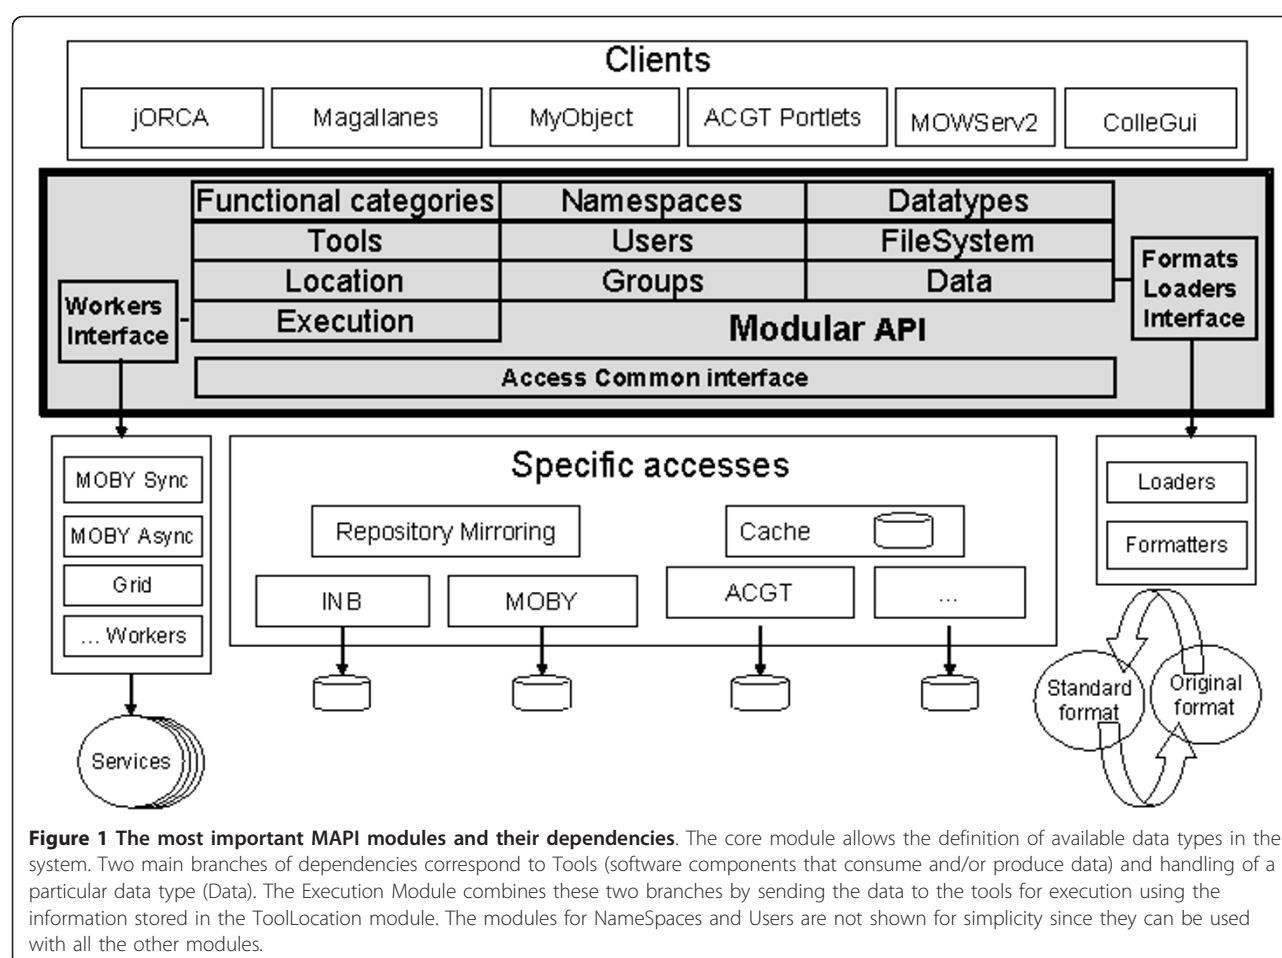 Clients
jORCA
Magallanes
MyObject
ACGT Portlets
MOWServ2
ColleGui
Functional categories
Namespaces
Datatypes
Tools
Users
FileSystem
Location
Groups
Data
Execution
Modular API
Workers
Interface
Formats
Loaders
Interface
Access Common interface
MOBY Sync
MOBY Async
Grid
... Workers
Services
Specific accesses
Repository Mirroring
Cache
INB
MOBY
ACGT
...
Loaders
Formatters
Standard
format
Original
format
Figure 1 The most important MAPI modules and their dependencies. The core module allows the definition of available data types in the
system. Two main branches of dependencies correspond to Tools (software components that consume and/or produce data) and handling of a
particular data type (Data). The Execution Module combines these two branches by sending the data to the tools for execution using the
information stored in the ToolLocation module. The modules for NameSpaces and Users are not shown for simplicity since they can be used
with all the other modules.